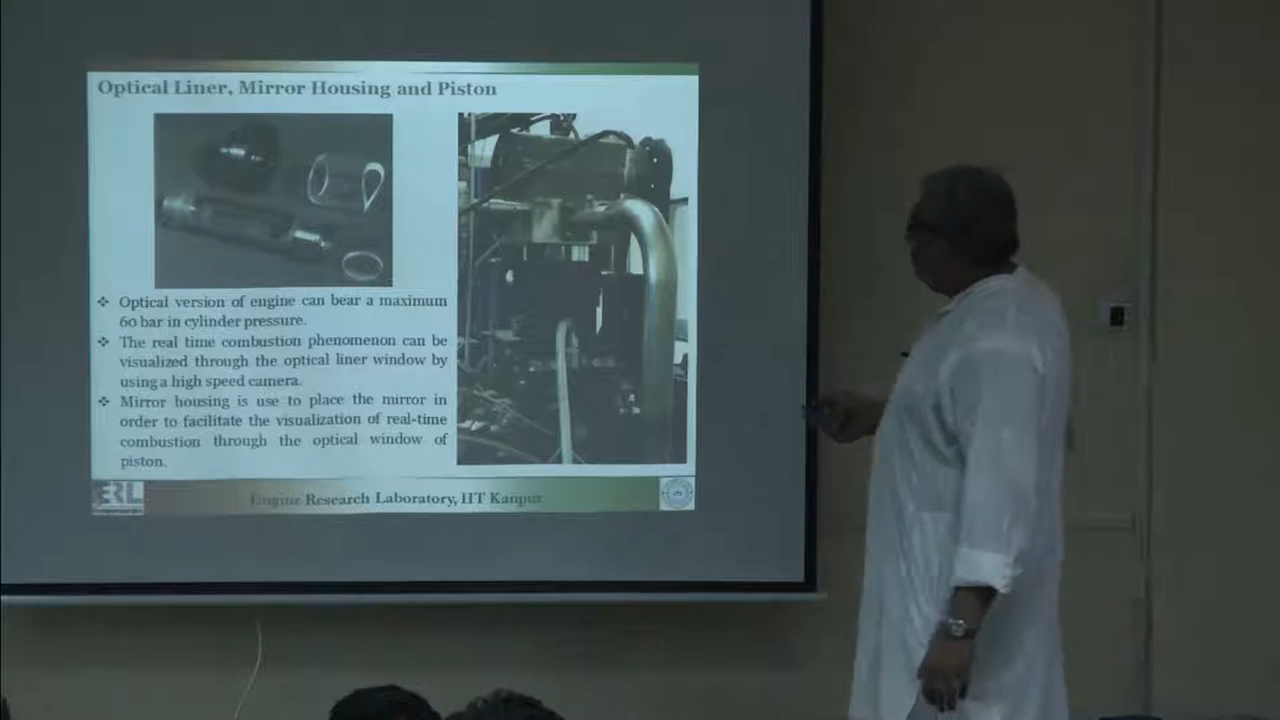 Optical Liner, Mirror Housing and Piston
❖ Optical version of engine can bear a maximum
60 bar in cylinder pressure.
❖ The real time combustion phenomenon can be
visualized through the optical liner window by
using a high speed camera.
❖ Mirror housing is use to place the mirror in
order to facilitate the visualization of real-time
combustion through the optical window of
piston.
ERL
Engine Research Laboratory, IIT Kanpur